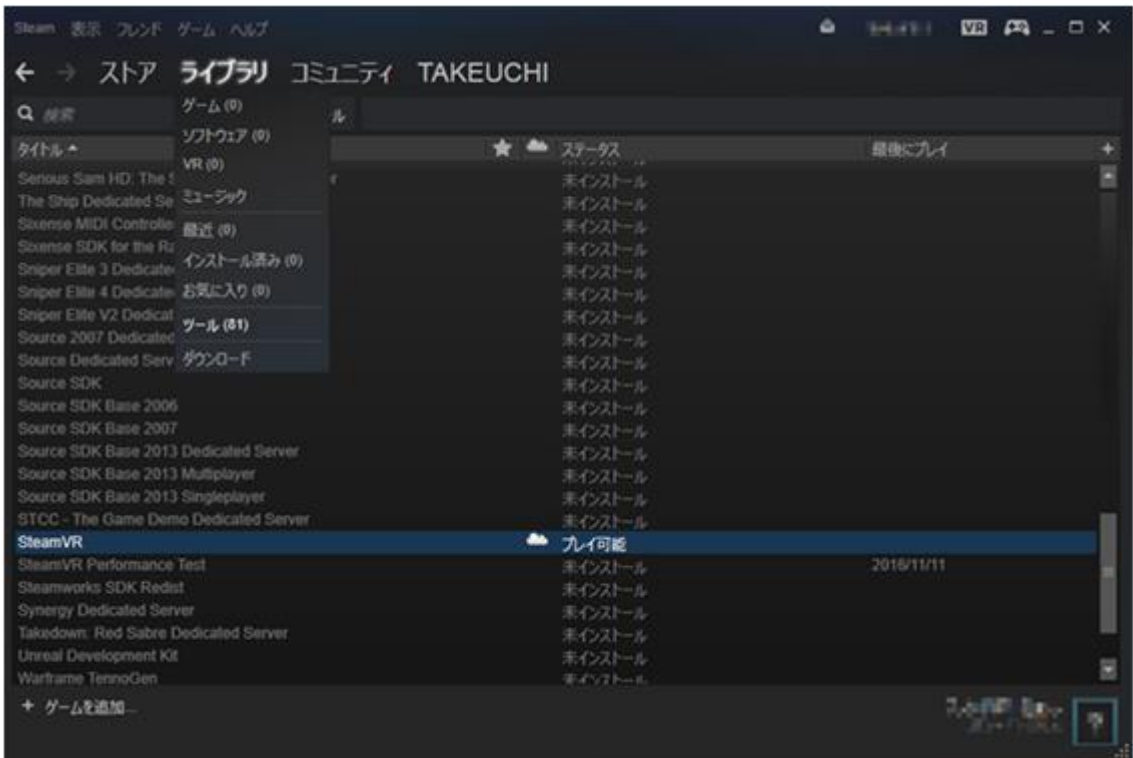 Steam 表示 フレンド ゲーム ヘルプ VR
ストア ライブラリ コミュニティ TAKEUCHI
検索 ル
ゲーム (0)
ソフトウェア (0)
VR (0)
ミュージック
最近 (0)
インストール済み (0)
お気に入り (0)
ツール (81)
ダウンロード
タイトル ステータス 最後にプレイ +
Serious Sam HD: The S r 未インストール
The Ship Dedicated Se 未インストール
Sixense MIDI Controlle 未インストール
Sixense SDK for the Ra 未インストール
Sniper Elite 3 Dedicate 未インストール
Sniper Elite 4 Dedicate 未インストール
Sniper Elite V2 Dedicat 未インストール
Source 2007 Dedicated 未インストール
Source Dedicated Serv 未インストール
Source SDK 未インストール
Source SDK Base 2006 未インストール
Source SDK Base 2007 未インストール
Source SDK Base 2013 Dedicated Server 未インストール
Source SDK Base 2013 Multiplayer 未インストール
Source SDK Base 2013 Singleplayer 未インストール
STCC - The Game Demo Dedicated Server 未インストール
SteamVR プレイ可能
SteamVR Performance Test 未インストール 2016/11/11
Steamworks SDK Redist 未インストール
Synergy Dedicated Server 未インストール
Takedown: Red Sabre Dedicated Server 未インストール
Unreal Development Kit 未インストール
Warframe TennoGen 未インストール
+ ゲームを追加...